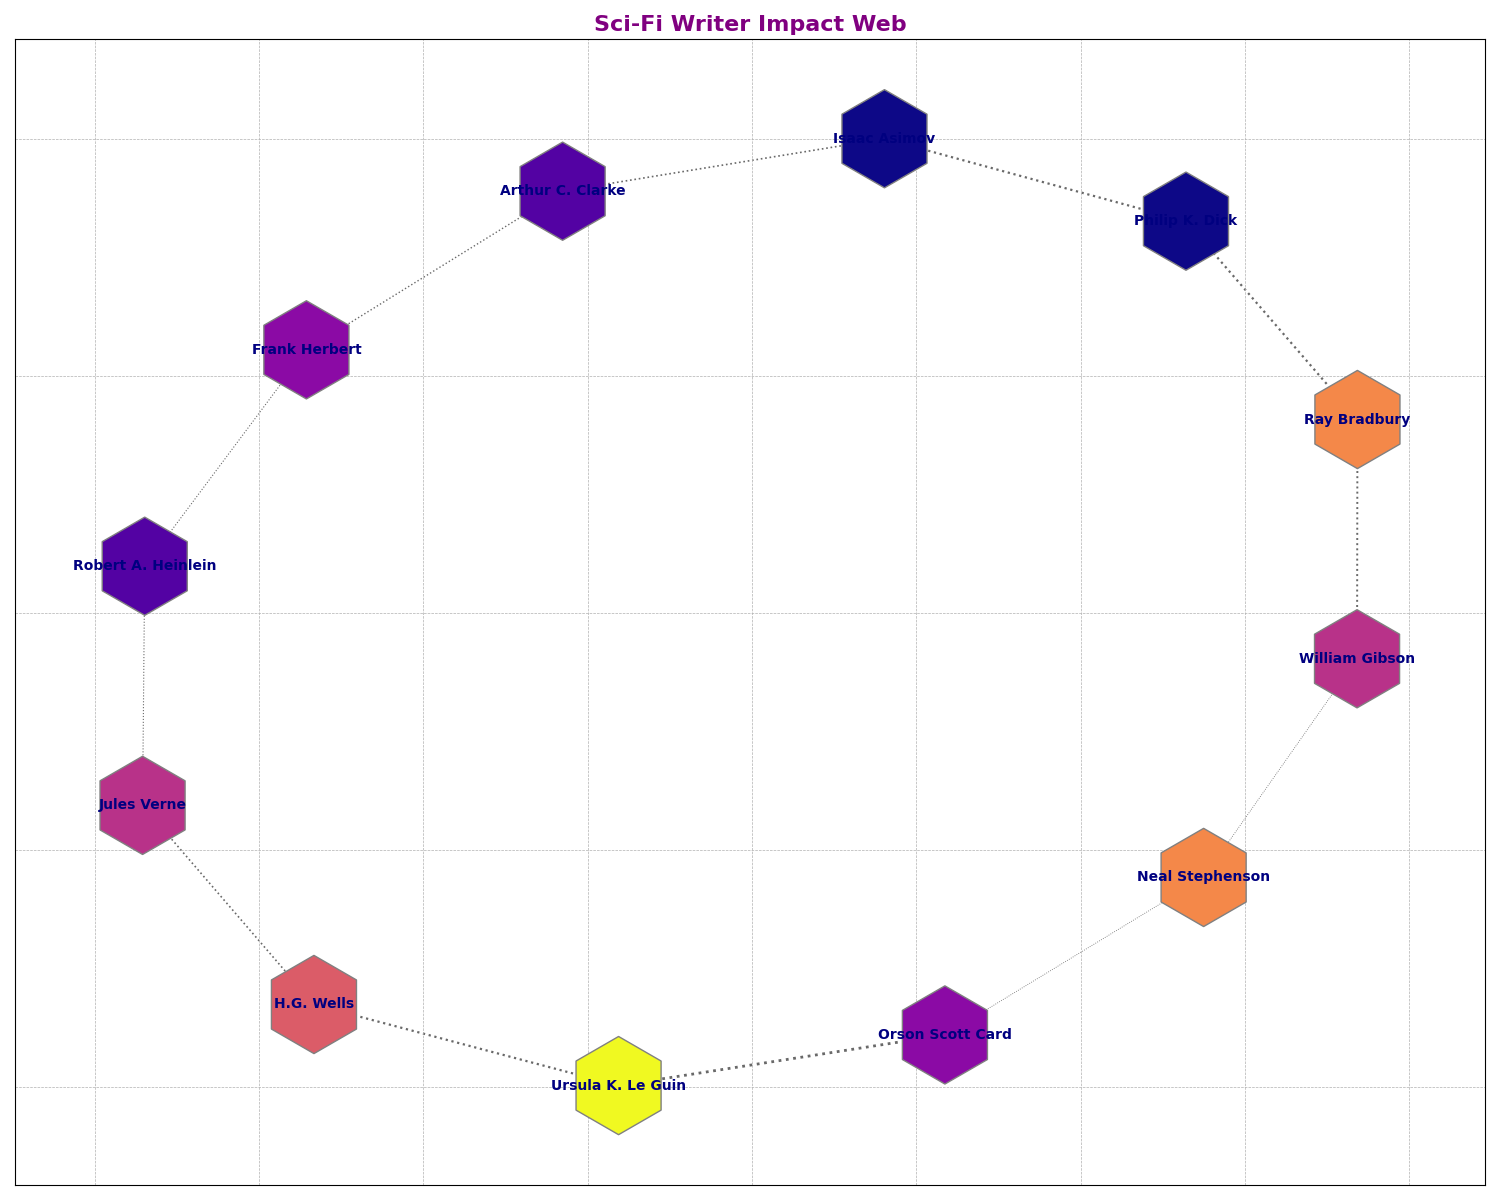 Sci-Fi Writer Impact Web
Isaac Asimov
Arthur C. Clarke
Philip K. Dick
Frank Herbert
Ray Bradbury
Robert A. Heinlein
William Gibson
Jules Verne
Neal Stephenson
H.G. Wells
Orson Scott Card
Ursula K. Le Guin